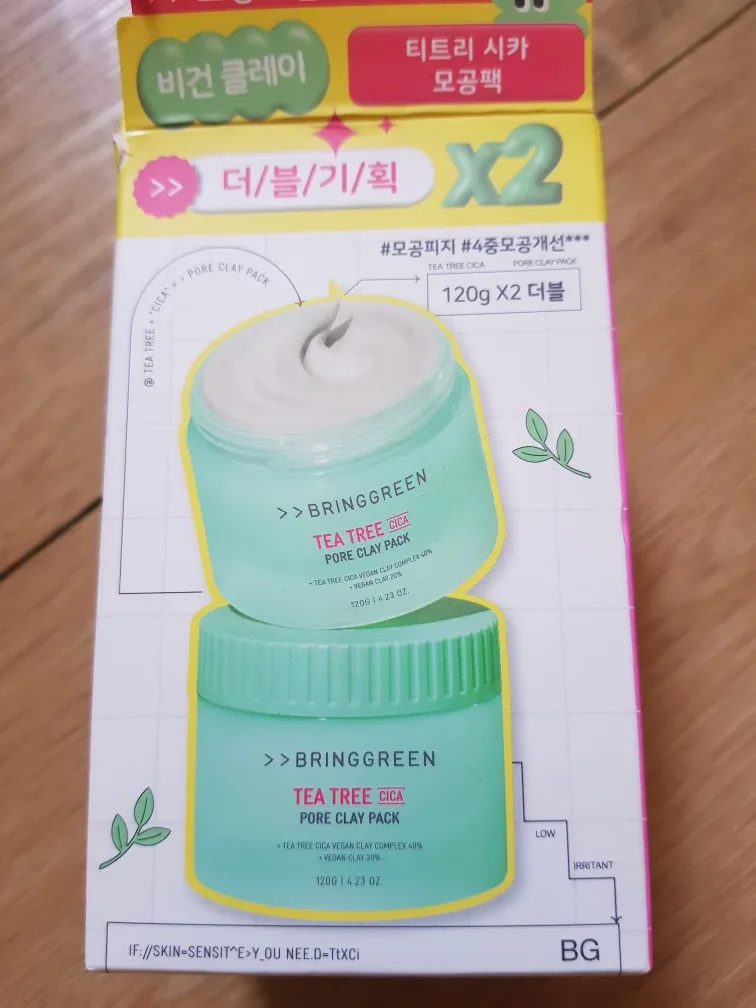 비건 클레이
티트리 시카
모공팩
>> 더/블/기/획 X2
#모공피지 #4중모공개선***
TEA TREE CICA PORE CLAY PACK
120g X2 더블
@ TEA TREE + "CICA" = > PORE CLAY PACK
>>BRINGGREEN
TEA TREE CICA
PORE CLAY PACK
+ TEA TREE CICA VEGAN CLAY COMPLEX 40%
+ VEGAN CLAY 20%
120G | 4.23 OZ.
>>BRINGGREEN
TEA TREE CICA
PORE CLAY PACK
+ TEA TREE CICA VEGAN CLAY COMPLEX 40%
+ VEGAN CLAY 20%
120G | 4.23 OZ
LOW
IRRITANT
IF://SKIN=SENSIT^E>Y_OU NEE.D=TtXCi
BG